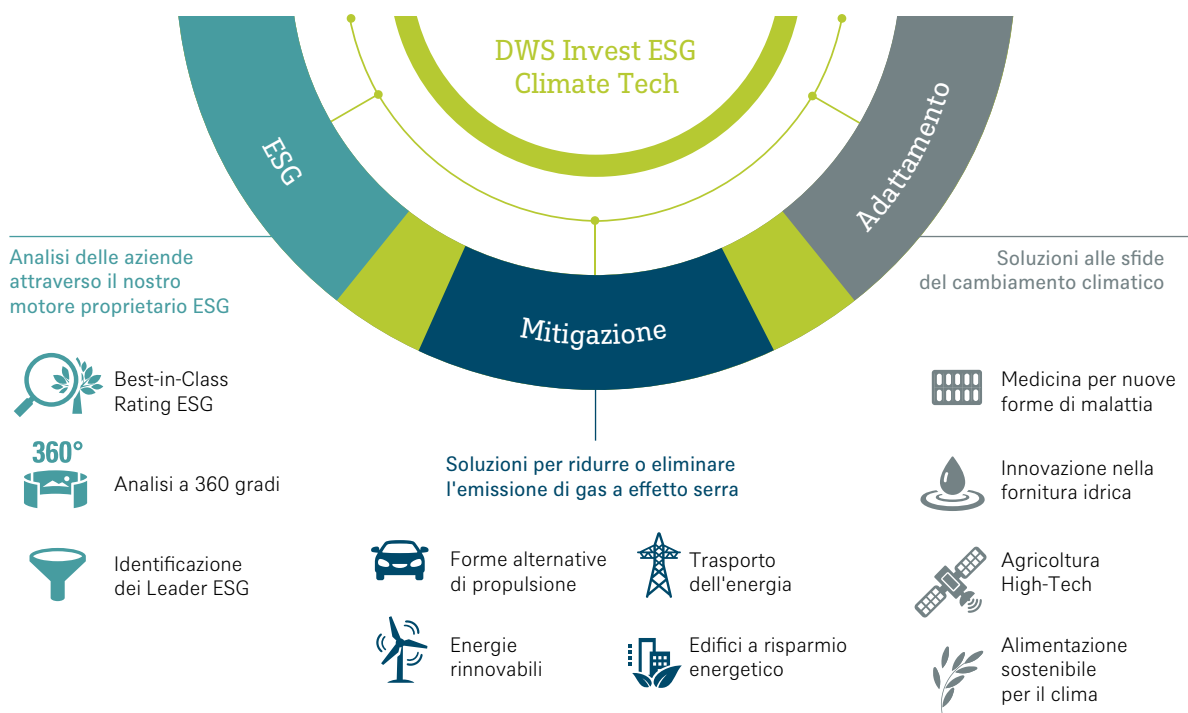 DWS Invest ESG
Climate Tech
ESG
Mitigazione
Adattamento
Analisi delle aziende
attraverso il nostro
motore proprietario ESG
Best-in-Class
Rating ESG
360°
Analisi a 360 gradi
Identificazione
dei Leader ESG
Soluzioni per ridurre o eliminare
l'emissione di gas a effetto serra
Forme alternative
di propulsione
Trasporto
dell'energia
Energie
rinnovabili
Edifici a risparmio
energetico
Soluzioni alle sfide
del cambiamento climatico
Medicina per nuove
forme di malattia
Innovazione nella
fornitura idrica
Agricoltura
High-Tech
Alimentazione
sostenibile
per il clima